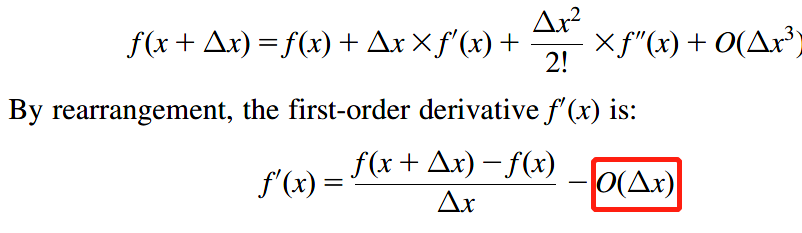 f(x + Δx) = f(x) + Δx × f′(x) + Δx²/2! × f″(x) + O(Δx³)
By rearrangement, the first-order derivative f′(x) is:
f′(x) = f(x + Δx) − f(x)/Δx − O(Δx)